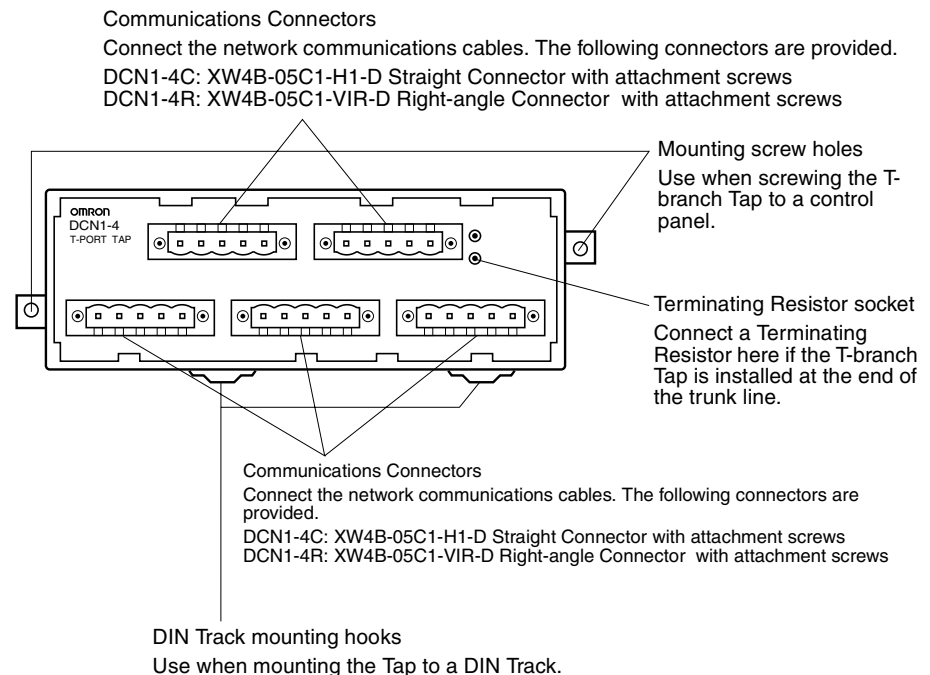 Communications Connectors
Connect the network communications cables. The following connectors are provided.
DCN1-4C: XW4B-05C1-H1-D Straight Connector with attachment screws
DCN1-4R: XW4B-05C1-VIR-D Right-angle Connector  with attachment screws
Mounting screw holes
Use when screwing the T-
branch Tap to a control
panel.
OMRON
DCN1-4
T-PORT TAP
Terminating Resistor socket
Connect a Terminating
Resistor here if the T-branch
Tap is installed at the end of
the trunk line.
Communications Connectors
Connect the network communications cables. The following connectors are
provided.
DCN1-4C: XW4B-05C1-H1-D Straight Connector with attachment screws
DCN1-4R: XW4B-05C1-VIR-D Right-angle Connector  with attachment screws
DIN Track mounting hooks
Use when mounting the Tap to a DIN Track.